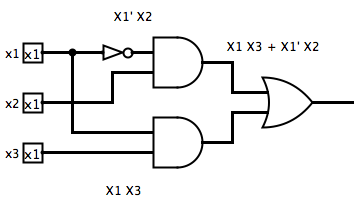 X1' X2
x1 x1
X1 X3 + X1' X2
x2 x1
x3 x1
X1 X3